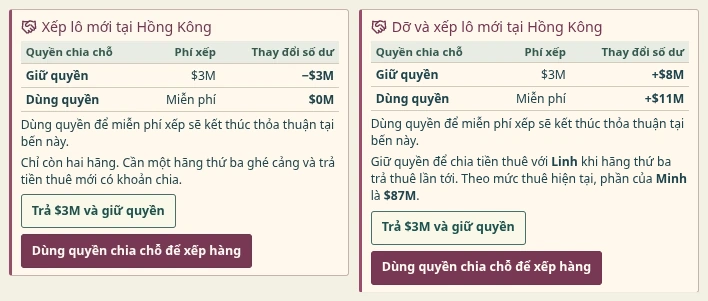 Xếp lô mới tại Hồng Kông
Quyền chia chỗ Phí xếp Thay đổi số dư
Giữ quyền $3M −$3M
Dùng quyền Miễn phí $0M
Dùng quyền để miễn phí xếp sẽ kết thúc thỏa thuận tại
bến này.
Chỉ còn hai hãng. Cần một hãng thứ ba ghé cảng và trả
tiền thuê mới có khoản chia.
Trả $3M và giữ quyền
Dùng quyền chia chỗ để xếp hàng
Dỡ và xếp lô mới tại Hồng Kông
Quyền chia chỗ Phí xếp Thay đổi số dư
Giữ quyền $3M +$8M
Dùng quyền Miễn phí +$11M
Dùng quyền để miễn phí xếp sẽ kết thúc thỏa thuận tại
bến này.
Giữ quyền để chia tiền thuê với Linh khi hãng thứ ba
trả thuê lần tới. Theo mức thuê hiện tại, phần của Minh
là $87M.
Trả $3M và giữ quyền
Dùng quyền chia chỗ để xếp hàng